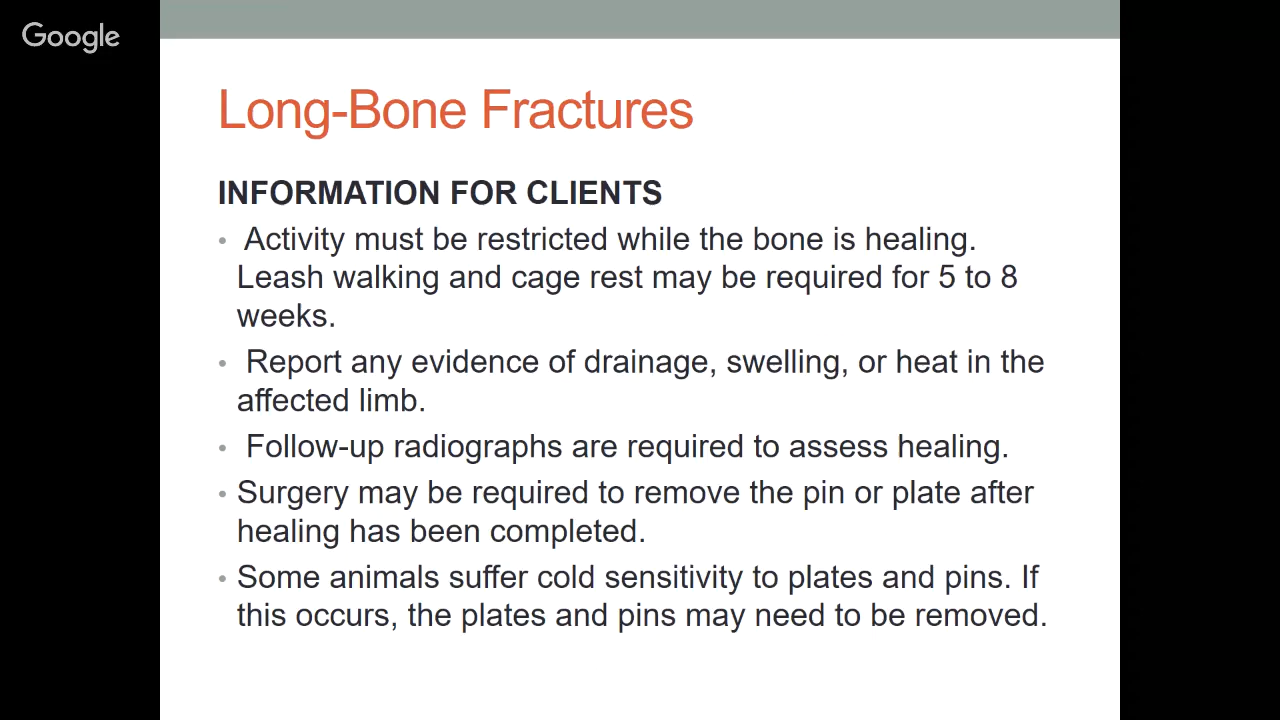 Google
Long-Bone Fractures
INFORMATION FOR CLIENTS
• Activity must be restricted while the bone is healing.
Leash walking and cage rest may be required for 5 to 8
weeks.
• Report any evidence of drainage, swelling, or heat in the
affected limb.
• Follow-up radiographs are required to assess healing.
• Surgery may be required to remove the pin or plate after
healing has been completed.
• Some animals suffer cold sensitivity to plates and pins. If
this occurs, the plates and pins may need to be removed.